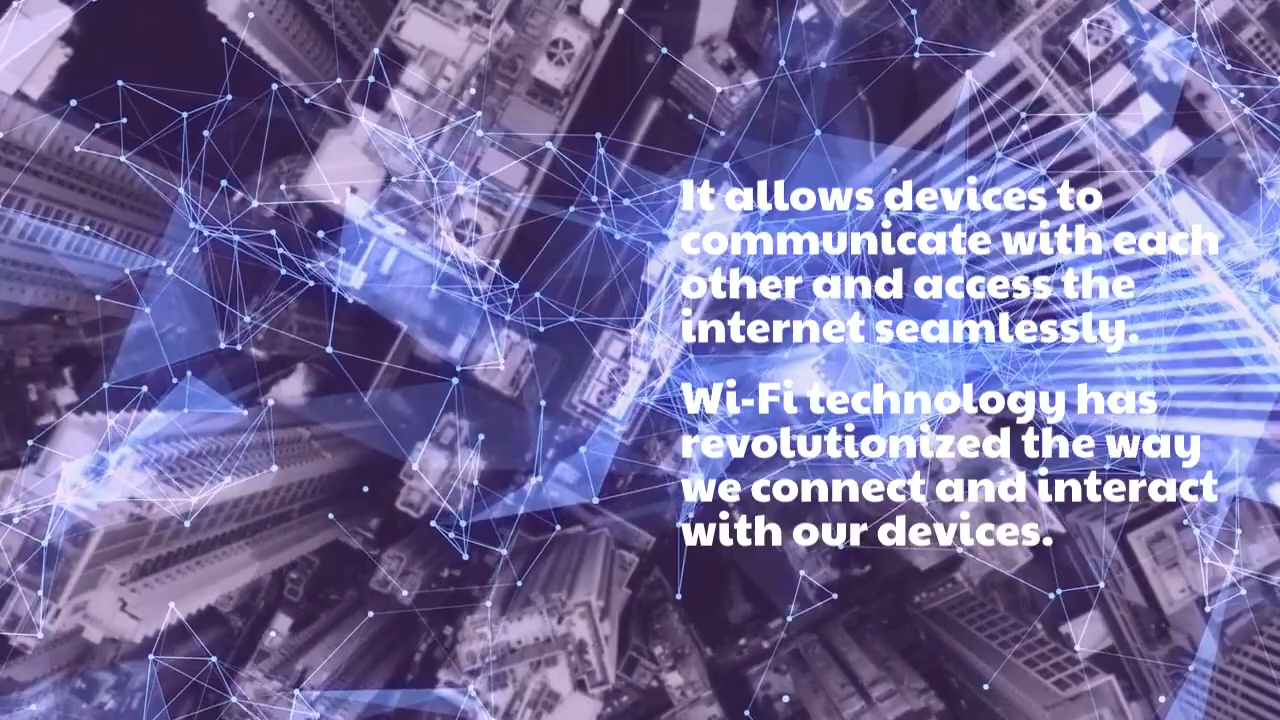 It allows devices to
communicate with each
other and access the
internet seamlessly.
Wi-Fi technology has
revolutionized the way
we connect and interact
with our devices.